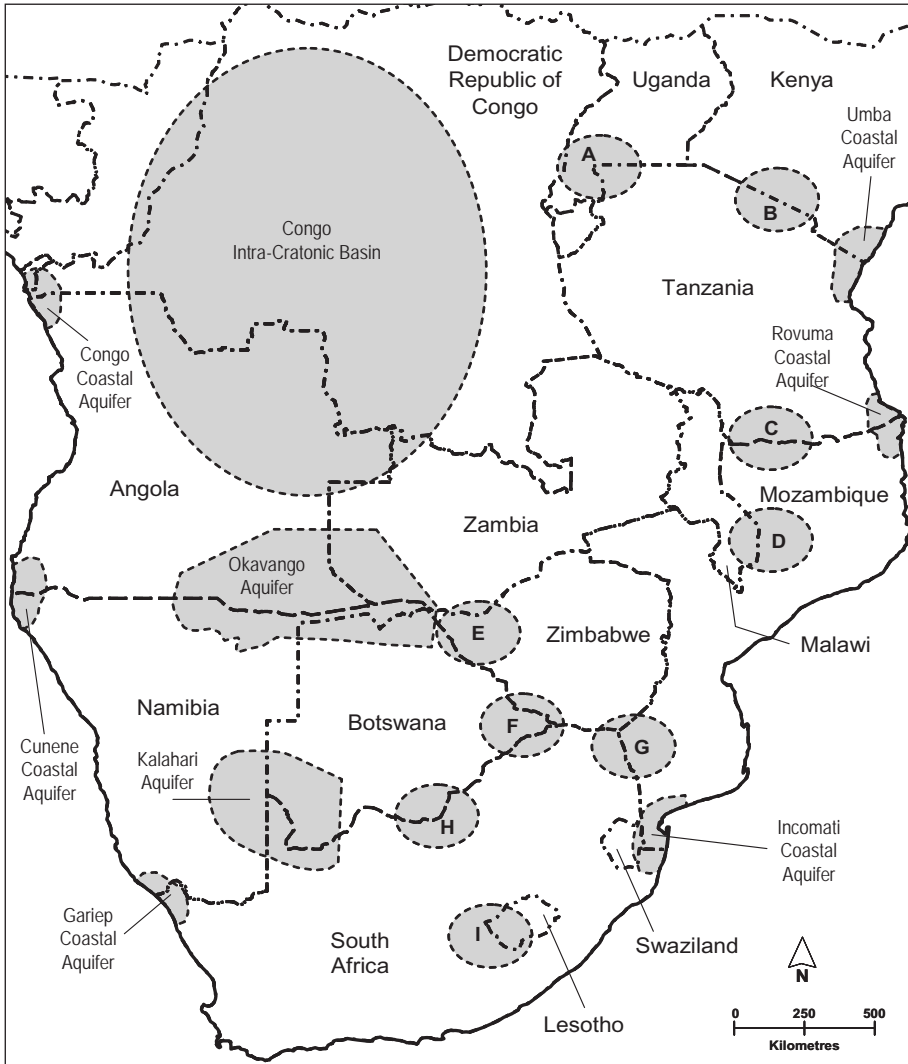 Democratic
Republic of
Congo
Uganda
Kenya
Umba
Coastal
Aquifer
A
B
Congo
Intra-Cratonic Basin
Tanzania
Congo
Coastal
Aquifer
Rovuma
Coastal
Aquifer
C
Angola
Mozambique
Zambia
D
Okavango
Aquifer
E
Zimbabwe
Malawi
Namibia
Botswana
F
G
Cunene
Coastal
Aquifer
Kalahari
Aquifer
H
Incomati
Coastal
Aquifer
Gariep
Coastal
Aquifer
South
Africa
I
Swaziland
Lesotho
N
0 250 500
Kilometres